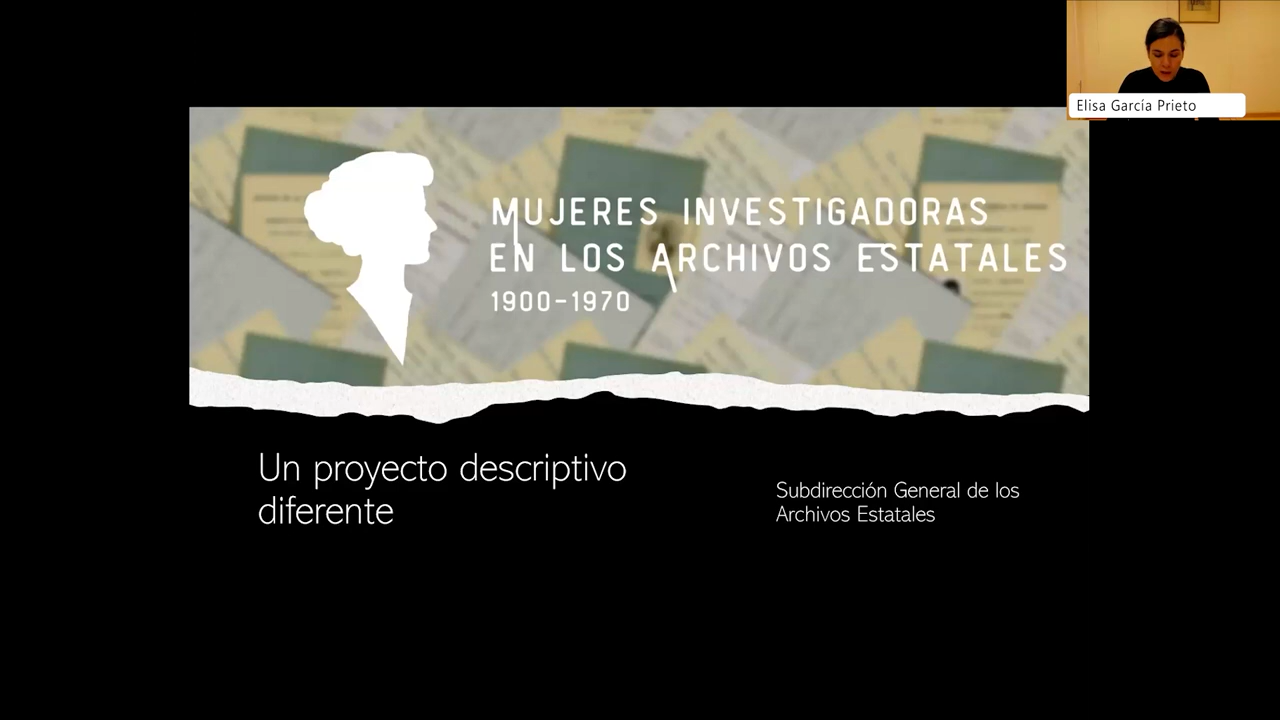 Elisa García Prieto
MUJERES INVESTIGADORAS
EN LOS ARCHIVOS ESTATALES
1900-1970
Un proyecto descriptivo
diferente
Subdirección General de los
Archivos Estatales